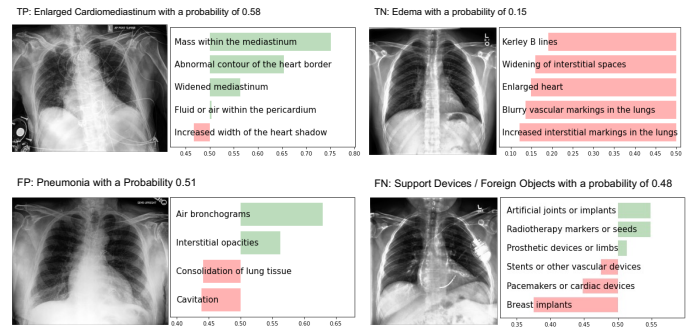 TP: Enlarged Cardiomediastinum with a probability of 0.58
Mass within the mediastinum
Abnormal contour of the heart border
Widened mediastinum
Fluid or air within the pericardium
Increased width of the heart shadow
0.45 0.50 0.55 0.60 0.65 0.70 0.75 0.80
TN: Edema with a probability of 0.15
Kerley B lines
Widening of interstitial spaces
Enlarged heart
Blurry vascular markings in the lungs
Increased interstitial markings in the lungs
0.10 0.15 0.20 0.25 0.30 0.35 0.40 0.45 0.50
FP: Pneumonia with a Probability 0.51
Air bronchograms
Interstitial opacities
Consolidation of lung tissue
Cavitation
0.40 0.45 0.50 0.55 0.60 0.65
FN: Support Devices / Foreign Objects with a probability of 0.48
Artificial joints or implants
Radiotherapy markers or seeds
Prosthetic devices or limbs
Stents or other vascular devices
Pacemakers or cardiac devices
Breast implants
0.35 0.40 0.45 0.50 0.55